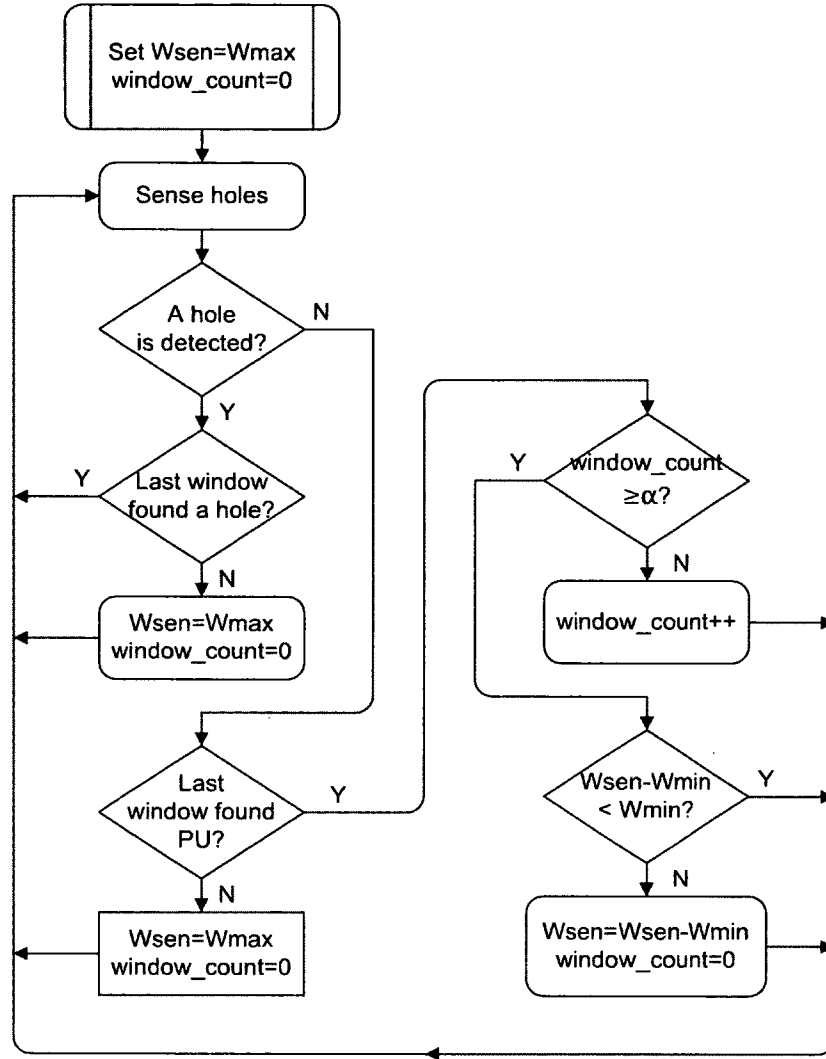 Set Wsen=Wmax
window_count=0
Sense holes
A hole
is detected?
N
Y
Last window
found a hole?
Y
N
Wsen=Wmax
window_count=0
Last
window found
PU?
Y
N
Wsen=Wmax
window_count=0
window_count
≥α?
Y
N
window_count++
Wsen-Wmin
< Wmin?
Y
N
Wsen=Wsen-Wmin
window_count=0